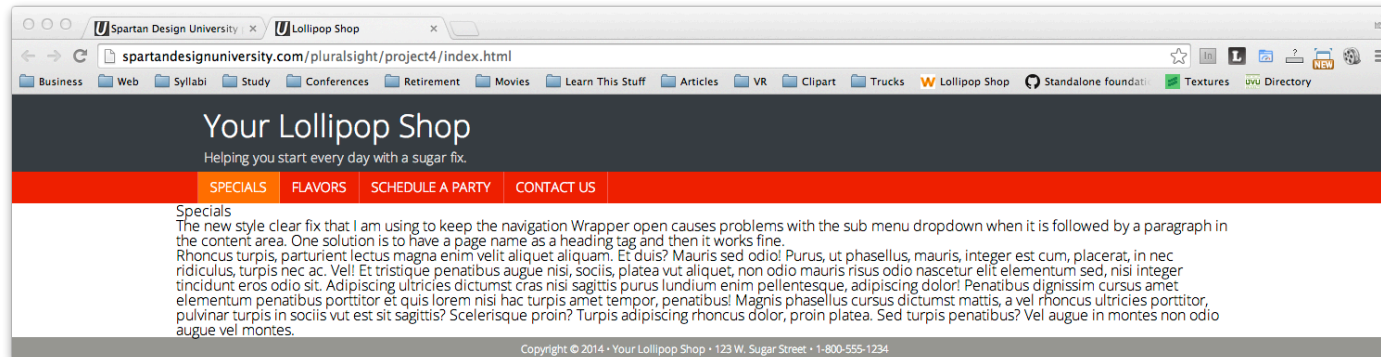 Spartan Design University
Lollipop Shop
spartandesignuniversity.com/pluralsight/project4/index.html
In L ? NEW
Business Web Syllabi Study Conferences Retirement Movies Learn This Stuff Articles VR Clipart Trucks Lollipop Shop Standalone foundati Textures UVU Directory
Your Lollipop Shop
Helping you start every day with a sugar fix.
SPECIALS FLAVORS SCHEDULE A PARTY CONTACT US
Specials
The new style clear fix that I am using to keep the navigation Wrapper open causes problems with the sub menu dropdown when it is followed by a paragraph in
the content area. One solution is to have a page name as a heading tag and then it works fine.
Rhoncus turpis, parturient lectus magna enim velit aliquet aliquam. Et duis? Mauris sed odio! Purus, ut phasellus, mauris, integer est cum, placerat, in nec
ridiculus, turpis nec ac. Vel! Et tristique penatibus augue nisi, sociis, platea vut aliquet, non odio mauris risus odio nascetur elit elementum sed, nisi integer
tincidunt eros odio sit. Adipiscing ultricies dictumst cras nisi sagittis purus lundium enim pellentesque, adipiscing dolor! Penatibus dignissim cursus amet
elementum penatibus porttitor et quis lorem nisi hac turpis amet tempor, penatibus! Magnis phasellus cursus dictumst mattis, a vel rhoncus ultricies porttitor,
pulvinar turpis in sociis vut est sit sagittis? Scelerisque proin? Turpis adipiscing rhoncus dolor, proin platea. Sed turpis penatibus? Vel augue in montes non odio
augue vel montes.
Copyright © 2014 • Your Lollipop Shop • 123 W. Sugar Street • 1-800-555-1234